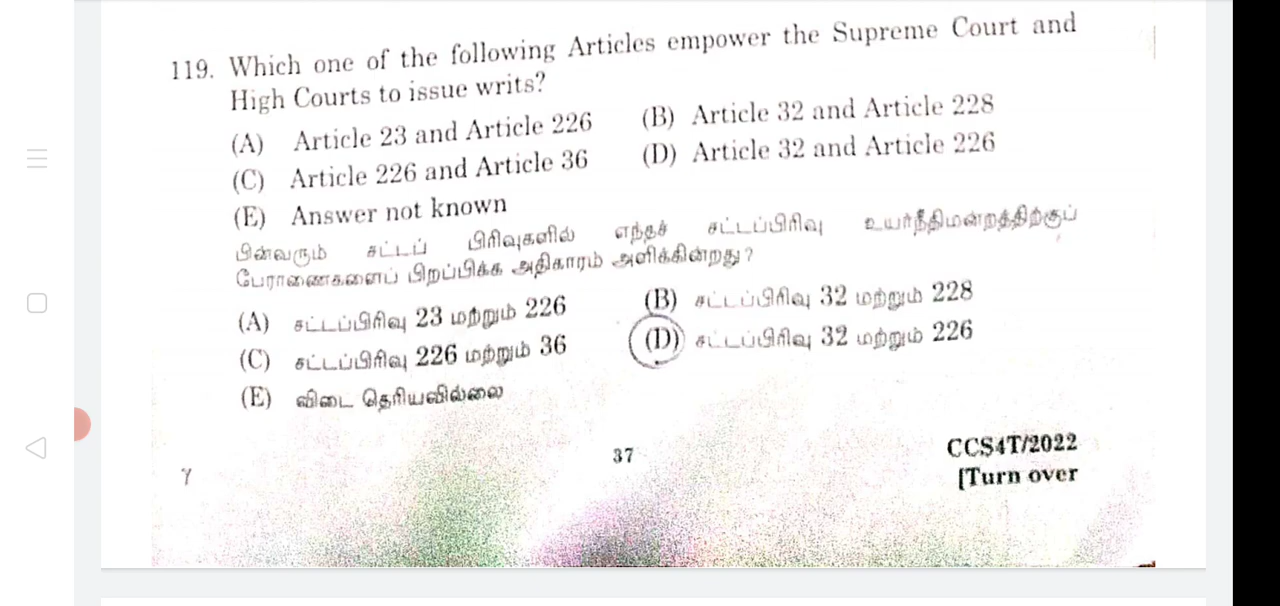 119. Which one of the following Articles empower the Supreme Court and
High Courts to issue writs?
(A) Article 23 and Article 226 (B) Article 32 and Article 228
(C) Article 226 and Article 36 (D) Article 32 and Article 226
(E) Answer not known
பின்வரும் சட்டப் பிரிவுகளில் எந்தச் சட்டப்பிரிவு உயர்நீதிமன்றத்திற்குப்
பேராணைகளைப் பிறப்பிக்க அதிகாரம் அளிக்கின்றது?
(A) சட்டப்பிரிவு 23 மற்றும் 226 (B) சட்டப்பிரிவு 32 மற்றும் 228
(C) சட்டப்பிரிவு 226 மற்றும் 36 (D) சட்டப்பிரிவு 32 மற்றும் 226
(E) விடை தெரியவில்லை
37 CCS4T/2022
[Turn over